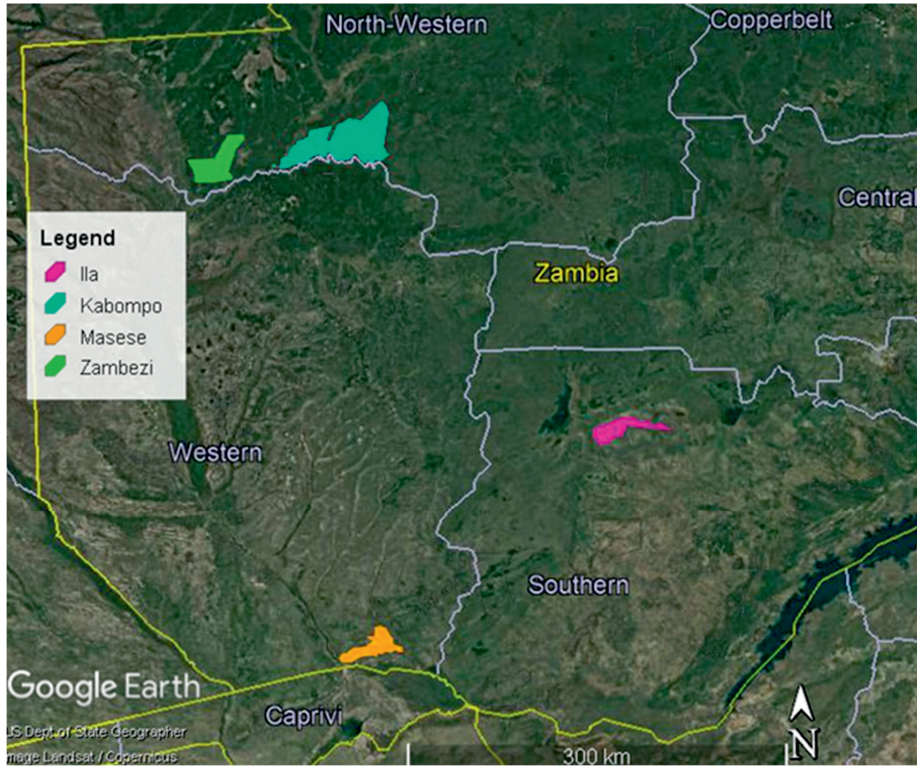 North-Western
Copperbelt
Central
Legend
Ila
Kabompo
Masese
Zambezi
Zambia
Western
Southern
Google Earth
Caprivi
US Dept of State Geographer
Image Landsat / Copernicus
300 km
N